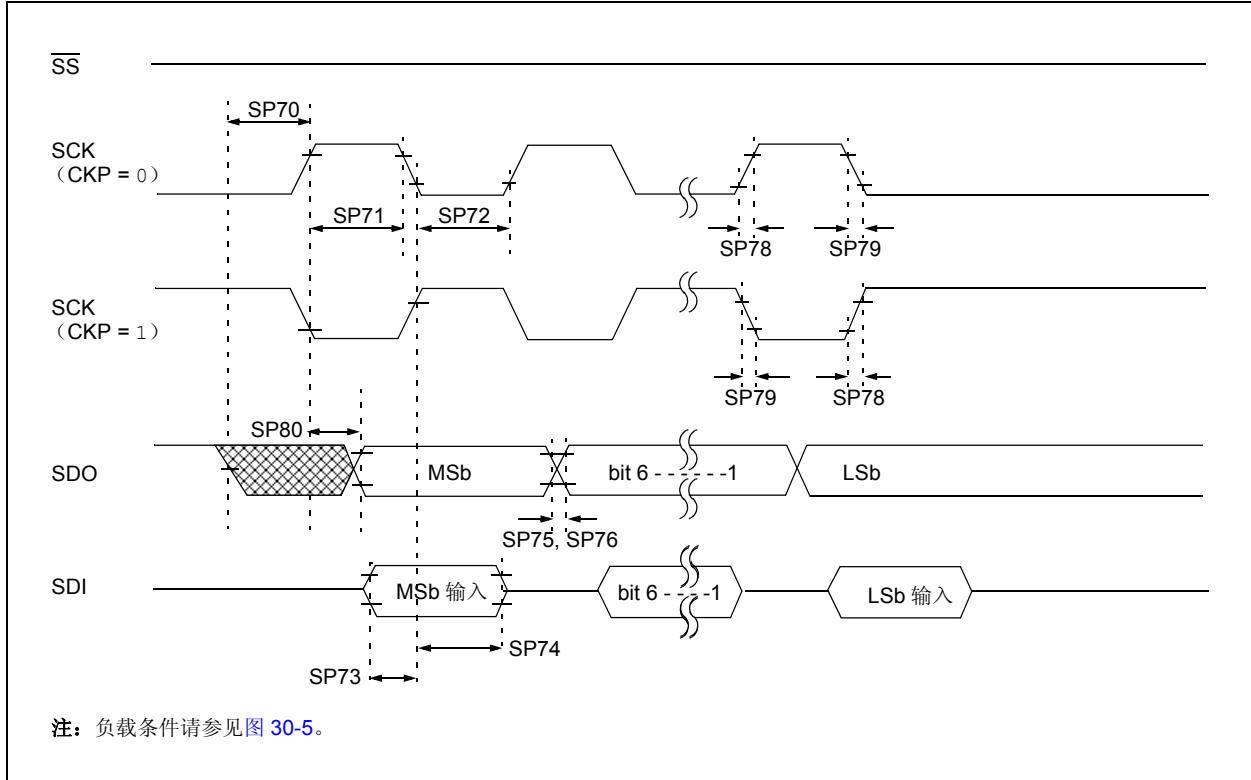 SS
SP70
SCK
（CKP = 0）
SP71
SP72
SP78
SP79
SCK
（CKP = 1）
SP79
SP78
SP80
SDO
MSb
bit 6 - - - - - -1
LSb
SP75, SP76
SDI
MSb 输入
bit 6 - - - -1
LSb 输入
SP74
SP73
注：负载条件请参见图 30-5。